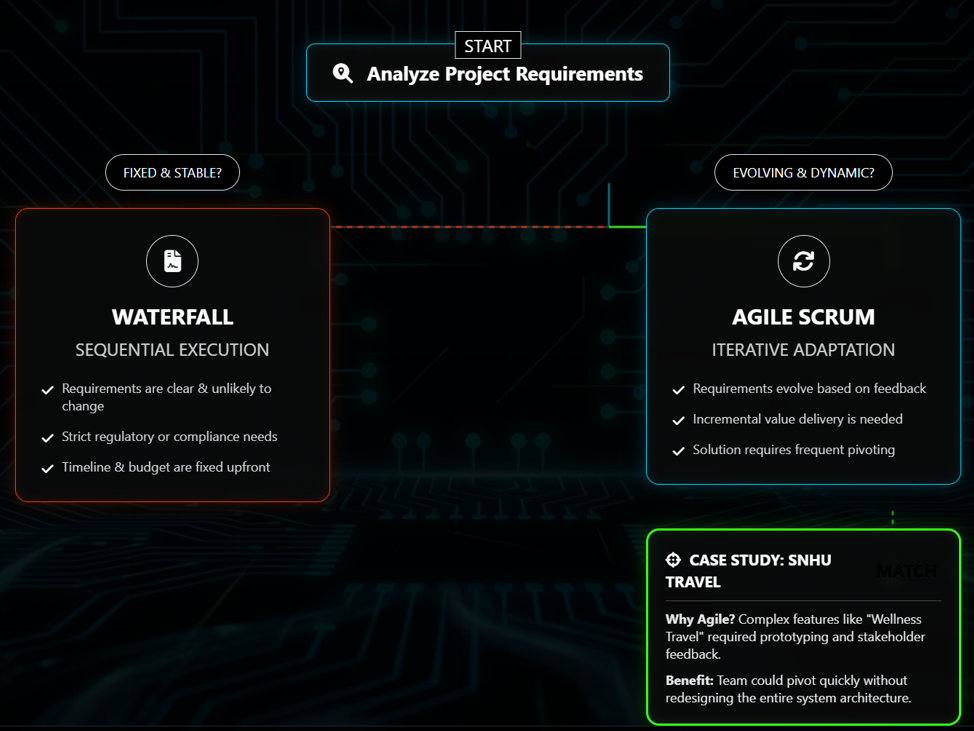 START
Analyze Project Requirements
FIXED & STABLE?
EVOLVING & DYNAMIC?
WATERFALL
SEQUENTIAL EXECUTION
Requirements are clear & unlikely to
change
Strict regulatory or compliance needs
Timeline & budget are fixed upfront
AGILE SCRUM
ITERATIVE ADAPTATION
Requirements evolve based on feedback
Incremental value delivery is needed
Solution requires frequent pivoting
CASE STUDY: SNHU
TRAVEL
MATCH
Why Agile? Complex features like "Wellness
Travel" required prototyping and stakeholder
feedback.
Benefit: Team could pivot quickly without
redesigning the entire system architecture.